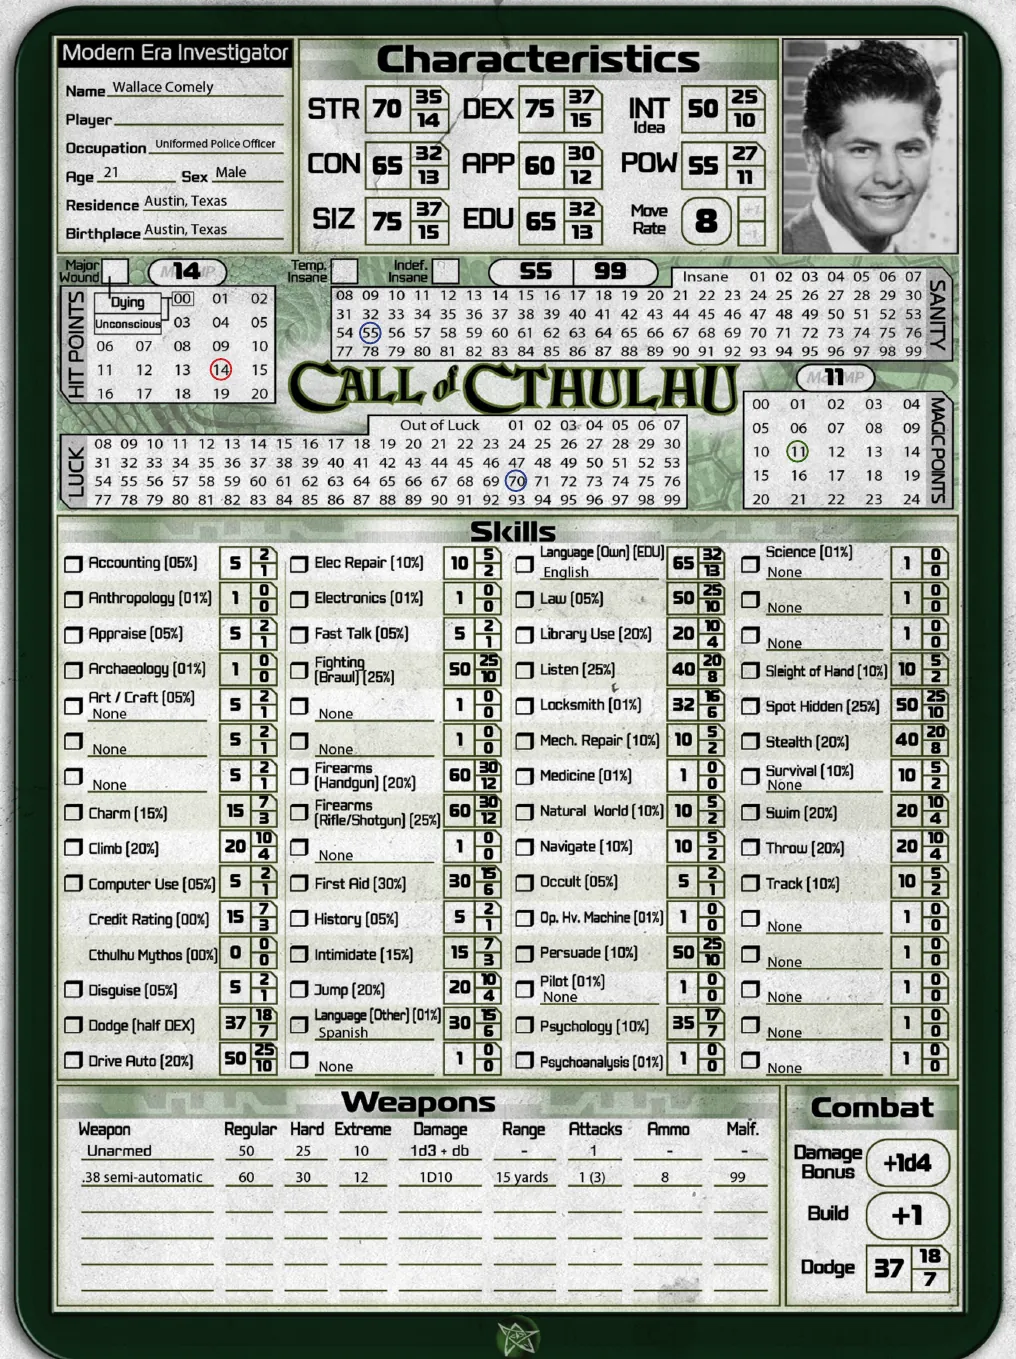 Modern Era Investigator
Name Wallace Comely
Player
Occupation Uniformed Police Officer
Age 21 Sex Male
Residence Austin, Texas
Birthplace Austin, Texas
Characteristics
STR 70 35 14 DEX 75 37 15 INT Idea 50 25 10
CON 65 32 13 APP 60 30 12 POW 55 27 11
SIZ 75 37 15 EDU 65 32 13 Move Rate 8 +1 -1
Major Wound 14
HIT POINTS
Dying 00 01 02
Unconscious 03 04 05
06 07 08 09 10
11 12 13 14 15
16 17 18 19 20
Temp. Insane Indef. Insane 55 99
SANITY
Insane 01 02 03 04 05 06 07
08 09 10 11 12 13 14 15 16 17 18 19 20 21 22 23 24 25 26 27 28 29 30
31 32 33 34 35 36 37 38 39 40 41 42 43 44 45 46 47 48 49 50 51 52 53
54 55 56 57 58 59 60 61 62 63 64 65 66 67 68 69 70 71 72 73 74 75 76
77 78 79 80 81 82 83 84 85 86 87 88 89 90 91 92 93 94 95 96 97 98 99
CALL of CTHULHU
LUCK
Out of Luck 01 02 03 04 05 06 07
08 09 10 11 12 13 14 15 16 17 18 19 20 21 22 23 24 25 26 27 28 29 30
31 32 33 34 35 36 37 38 39 40 41 42 43 44 45 46 47 48 49 50 51 52 53
54 55 56 57 58 59 60 61 62 63 64 65 66 67 68 69 70 71 72 73 74 75 76
77 78 79 80 81 82 83 84 85 86 87 88 89 90 91 92 93 94 95 96 97 98 99
11
MAGIC POINTS
00 01 02 03 04
05 06 07 08 09
10 11 12 13 14
15 16 17 18 19
20 21 22 23 24
Skills
Accounting (05%) 5 2 1
Anthropology (01%) 1 0 0
Appraise (05%) 5 2 1
Archaeology (01%) 1 0 0
Art / Craft (05%) None 5 2 1
None 5 2 1
None 5 2 1
Charm (15%) 15 7 3
Climb (20%) 20 10 4
Computer Use (05%) 5 2 1
Credit Rating (00%) 15 7 3
Cthulhu Mythos (00%) 0 0 0
Disguise (05%) 5 2 1
Dodge (half DEX) 37 18 7
Drive Auto (20%) 50 25 10
Elec Repair (10%) 10 5 2
Electronics (01%) 1 0 0
Fast Talk (05%) 5 2 1
Fighting (Brawl) (25%) 50 25 10
None 1 0 0
None 1 0 0
Firearms (Handgun) (20%) 60 30 12
Firearms (Rifle/Shotgun) (25%) 60 30 12
None 1 0 0
First Aid (30%) 30 15 6
History (05%) 5 2 1
Intimidate (15%) 15 7 3
Jump (20%) 20 10 4
Language (Other) (01%) Spanish 30 15 6
None 1 0 0
Language (Own) (EDU) English 65 32 13
Law (05%) 50 25 10
Library Use (20%) 20 10 4
Listen (25%) 40 20 8
Locksmith (01%) 32 16 6
Mech. Repair (10%) 10 5 2
Medicine (01%) 1 0 0
Natural World (10%) 10 5 2
Navigate (10%) 10 5 2
Occult (05%) 5 2 1
Op. Hv. Machine (01%) 1 0 0
Persuade (10%) 50 25 10
Pilot (01%) None 1 0 0
Psychology (10%) 35 17 7
Psychoanalysis (01%) 1 0 0
Science (01%) None 1 0 0
None 1 0 0
None 1 0 0
Sleight of Hand (10%) 10 5 2
Spot Hidden (25%) 50 25 10
Stealth (20%) 40 20 8
Survival (10%) None 10 5 2
Swim (20%) 20 10 4
Throw (20%) 20 10 4
Track (10%) 10 5 2
None 1 0 0
None 1 0 0
None 1 0 0
None 1 0 0
None 1 0 0
Weapons
Weapon Regular Hard Extreme Damage Range Attacks Ammo Malf.
Unarmed 50 25 10 1d3 + db - 1 - -
.38 semi-automatic 60 30 12 1D10 15 yards 1 (3) 8 99
Combat
Damage Bonus +1d4
Build +1
Dodge 37 18 7